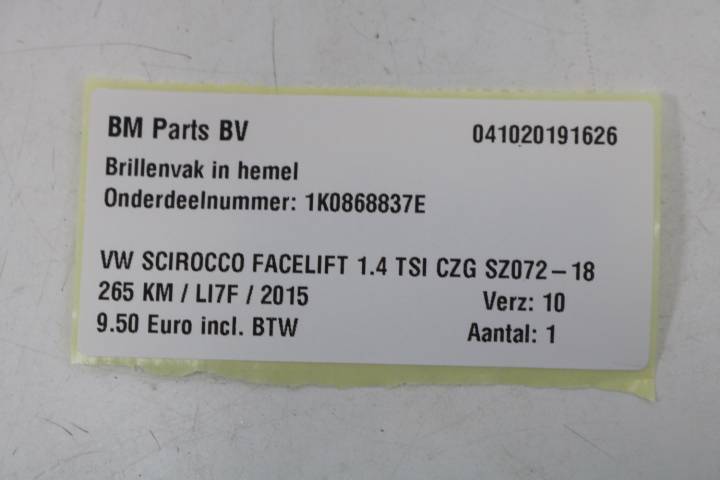 BM Parts BV 041020191626
Brillenvak in hemel
Onderdeelnummer: 1K0868837E
VW SCIROCCO FACELIFT 1.4 TSI CZG SZ072-18
265 KM / LI7F / 2015 Verz: 10
9.50 Euro incl. BTW Aantal: 1